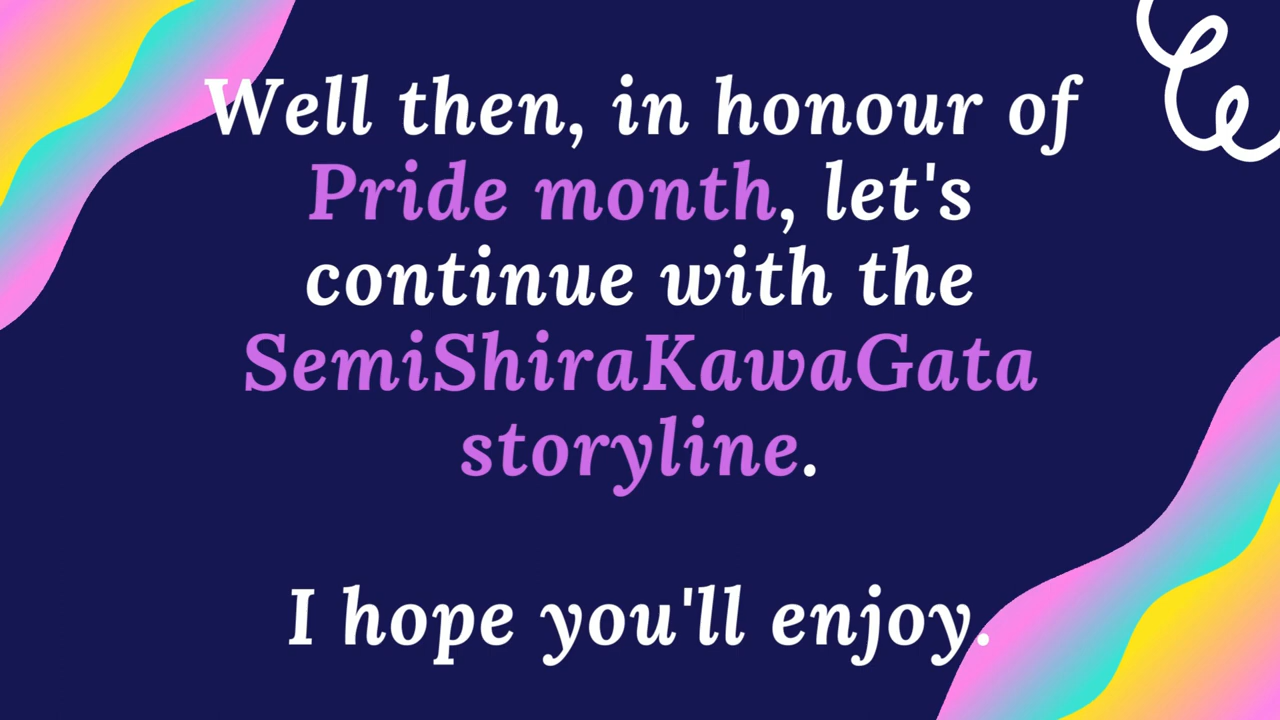 Well then, in honour of
Pride month, let's
continue with the
SemiShiraKawaGata
storyline.
I hope you'll enjoy.